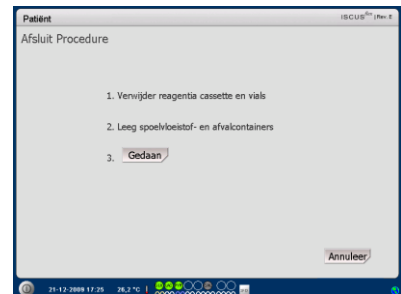 Patiënt
ISCUSflex | Rev. E
Afsluit Procedure
1. Verwijder reagentia cassette en vials
2. Leeg spoelvloeistof- en afvalcontainers
3. Gedaan
Annuleer
21-12-2009 17:25 26,2 °C